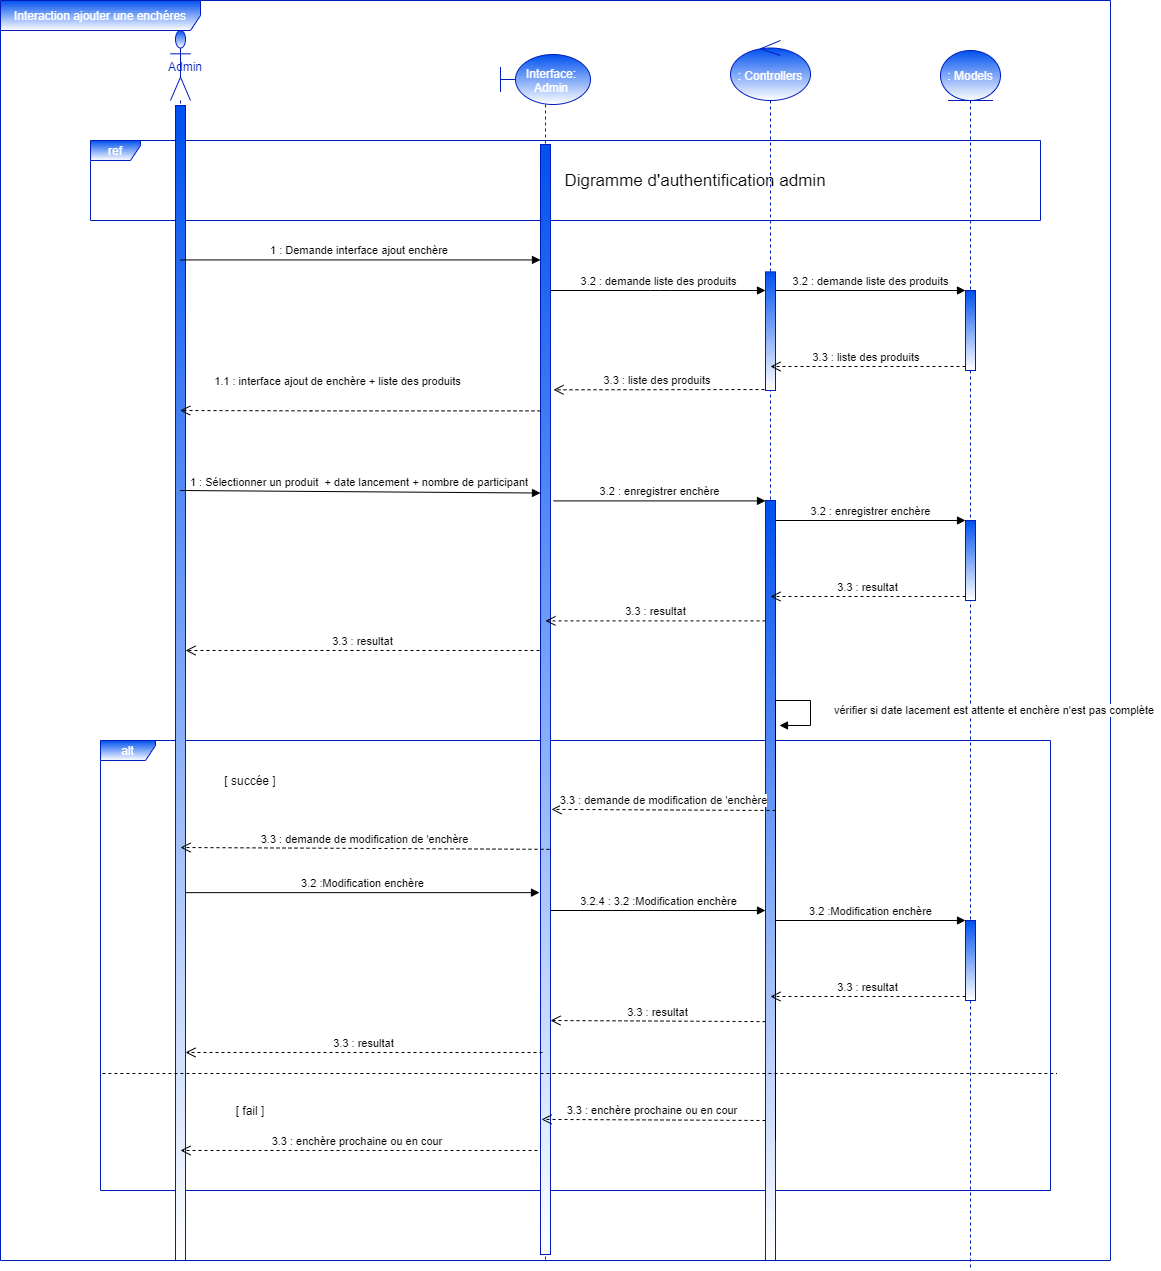 Interaction ajouter une enchéres
Admin
Interface:
Admin
: Controllers
: Models
ref
Digramme d'authentification admin
1 : Demande interface ajout enchère
3.2 : demande liste des produits
3.2 : demande liste des produits
3.3 : liste des produits
3.3 : liste des produits
1.1 : interface ajout de enchère + liste des produits
1 : Sélectionner un produit + date lancement + nombre de participant
3.2 : enregistrer enchère
3.2 : enregistrer enchère
3.3 : resultat
3.3 : resultat
3.3 : resultat
vérifier si date lacement est attente et enchère n'est pas complète
alt
[ succée ]
3.3 : demande de modification de 'enchère
3.3 : demande de modification de 'enchère
3.2 :Modification enchère
3.2.4 : 3.2 :Modification enchère
3.2 :Modification enchère
3.3 : resultat
3.3 : resultat
3.3 : resultat
[ fail ]
3.3 : enchère prochaine ou en cour
3.3 : enchère prochaine ou en cour